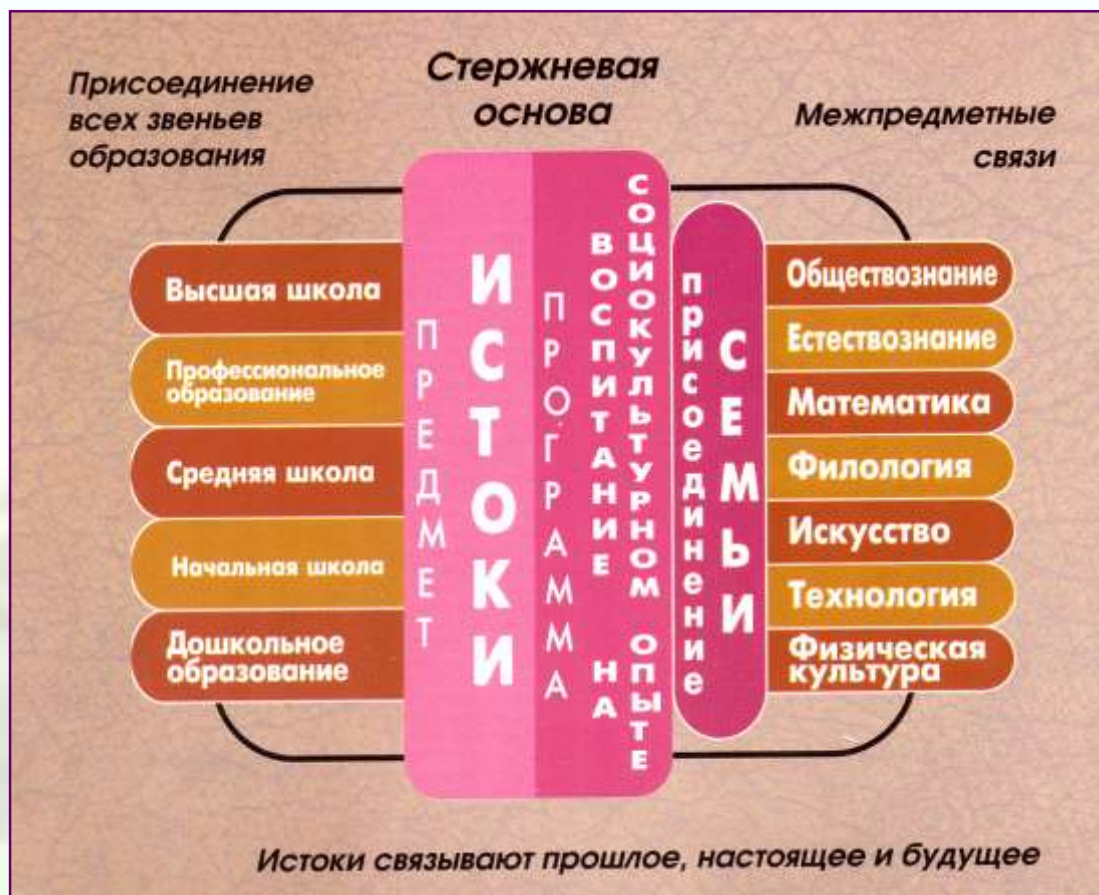 Присоединение
всех звеньев
образования
Стержневая
основа
Межпредметные
связи
Высшая школа
Профессиональное
образование
Средняя школа
Начальная школа
Дошкольное
образование
ПРЕДМЕТ
ИСТОКИ
ПРОГРАММА
ВОСПИТАНИЕ НА
СОЦИОКУЛЬТУРНОМ ОПЫТЕ
присоединение
СЕМЬИ
Обществознание
Естествознание
Математика
Филология
Искусство
Технология
Физическая
культура
Истоки связывают прошлое, настоящее и будущее